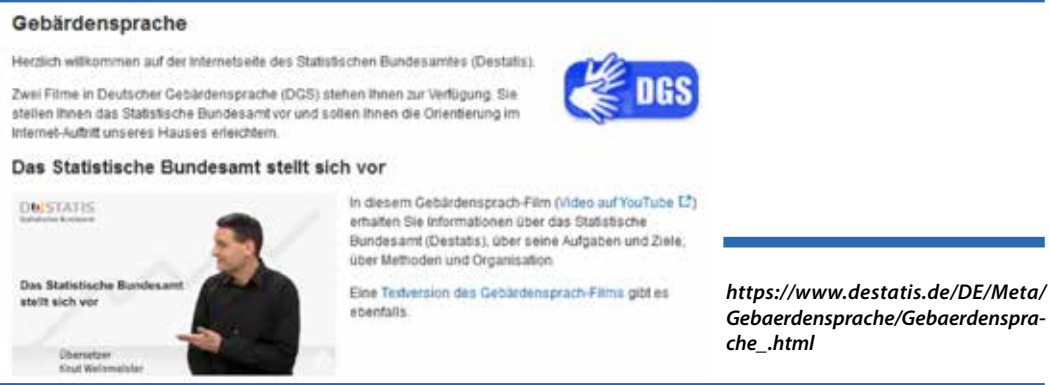 Gebärdensprache
Herzlich willkommen auf der Internetseite des Statistischen Bundesamtes (Destatis).
Zwei Filme in Deutscher Gebärdensprache (DGS) stehen Ihnen zur Verfügung. Sie
stellen Ihnen das Statistische Bundesamt vor und sollen Ihnen die Orientierung im
Internet-Auftritt unseres Hauses erleichtern.
DGS
Das Statistische Bundesamt stellt sich vor
DESTATIS
Statistisches Bundesamt
Das Statistische Bundesamt
stellt sich vor
Übersetzer
Knut Weinmeister
In diesem Gebärdensprach-Film (Video auf YouTube)
erhalten Sie Informationen über das Statistische
Bundesamt (Destatis), über seine Aufgaben und Ziele,
über Methoden und Organisation.
Eine Textversion des Gebärdensprach-Films gibt es
ebenfalls.
https://www.destatis.de/DE/Meta/
Gebaerdensprache/Gebaerdenspra-
che_.html